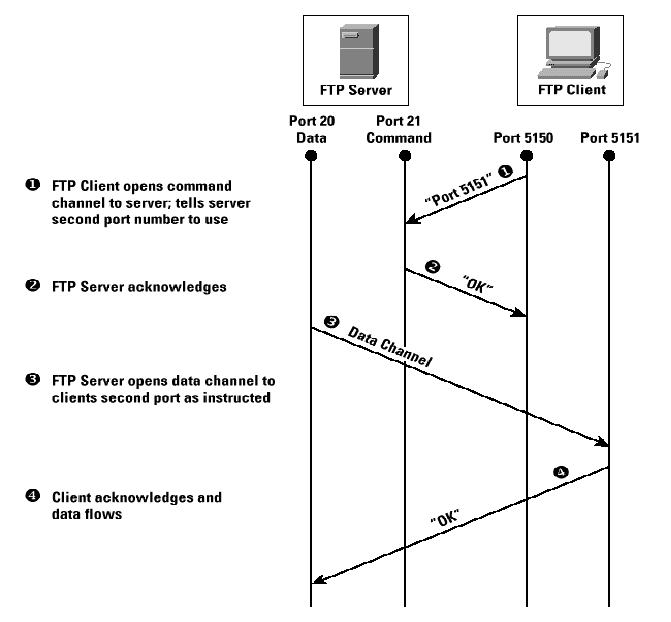 FTP Server
FTP Client
Port 20
Data
Port 21
Command
Port 5150
Port 5151
❶ FTP Client opens command
channel to server; tells server
second port number to use
"Port 5151" ❶
❷ FTP Server acknowledges
❷ "OK"
❸ Data Channel
❸ FTP Server opens data channel to
clients second port as instructed
❹ Client acknowledges and
data flows
❹
"OK"